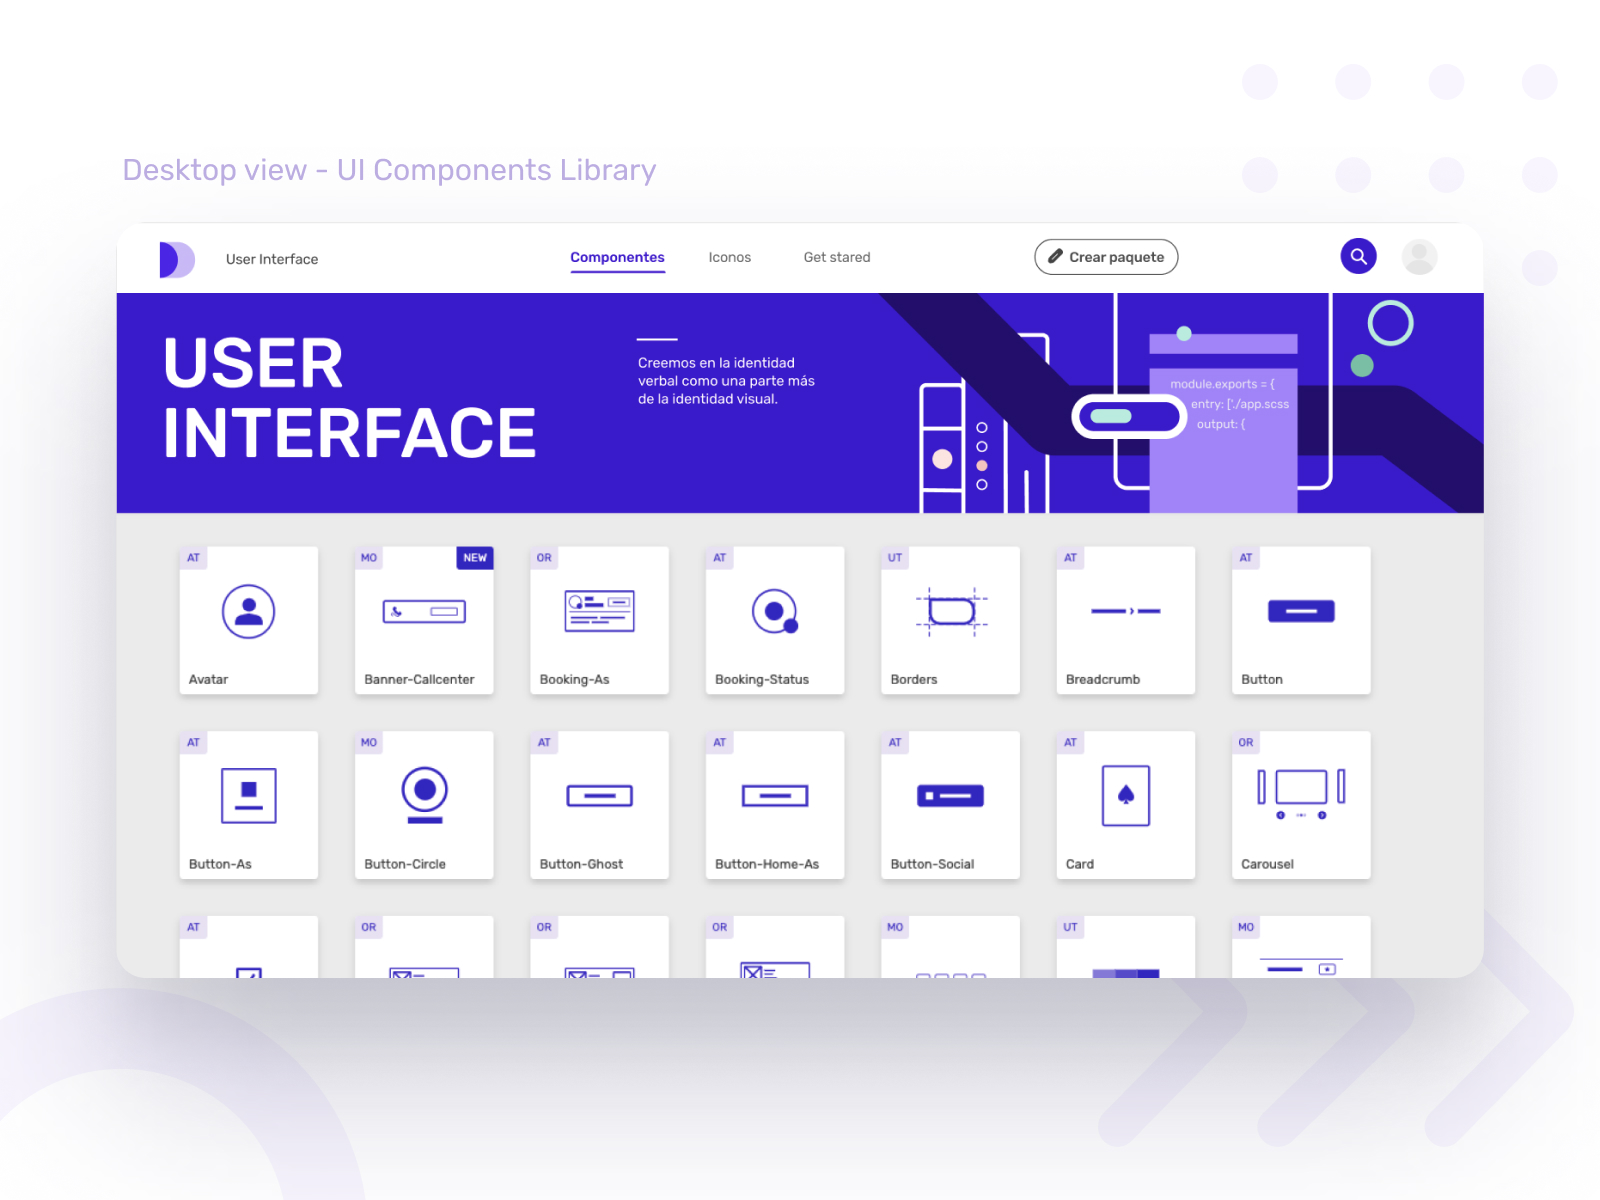 Desktop view - UI Components Library
User Interface
Componentes
Iconos
Get stared
Crear paquete
USER
INTERFACE
Creemos en la identidad
verbal como una parte más
de la identidad visual.
module.exports = {
entry: ['./app.scss
output: {
AT
MO
NEW
OR
AT
UT
AT
AT
Avatar
Banner-Callcenter
Booking-As
Booking-Status
Borders
Breadcrumb
Button
AT
MO
AT
AT
AT
AT
OR
Button-As
Button-Circle
Button-Ghost
Button-Home-As
Button-Social
Card
Carousel
AT
OR
OR
OR
MO
UT
MO